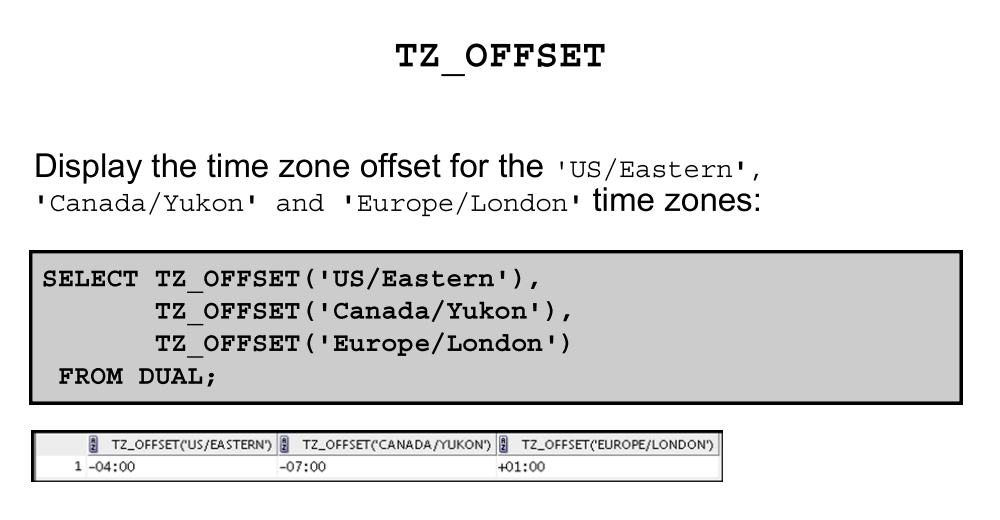 TZ_OFFSET
Display the time zone offset for the 'US/Eastern',
'Canada/Yukon' and 'Europe/London' time zones:
SELECT TZ_OFFSET('US/Eastern'),
TZ_OFFSET('Canada/Yukon'),
TZ_OFFSET('Europe/London')
FROM DUAL;
TZ_OFFSET('US/EASTERN') TZ_OFFSET('CANADA/YUKON') TZ_OFFSET('EUROPE/LONDON')
1 -04:00 -07:00 +01:00